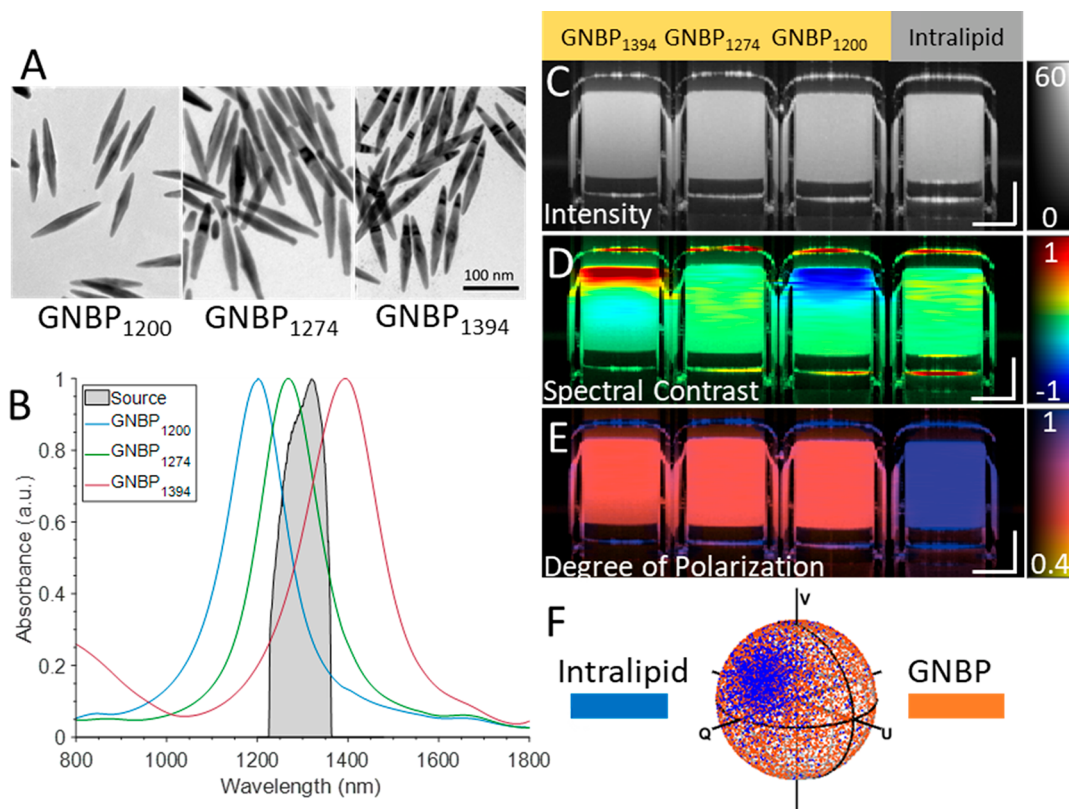 A
100 nm
GNBP1200 GNBP1274 GNBP1394
B
Source
GNBP1200
GNBP1274
GNBP1394
Absorbance (a.u.)
1
0.8
0.6
0.4
0.2
0
800 1000 1200 1400 1600 1800
Wavelength (nm)
GNBP1394 GNBP1274 GNBP1200 Intralipid
C
Intensity
60
0
D
Spectral Contrast
1
-1
E
Degree of Polarization
1
0.4
F
Intralipid
GNBP
V
Q
U